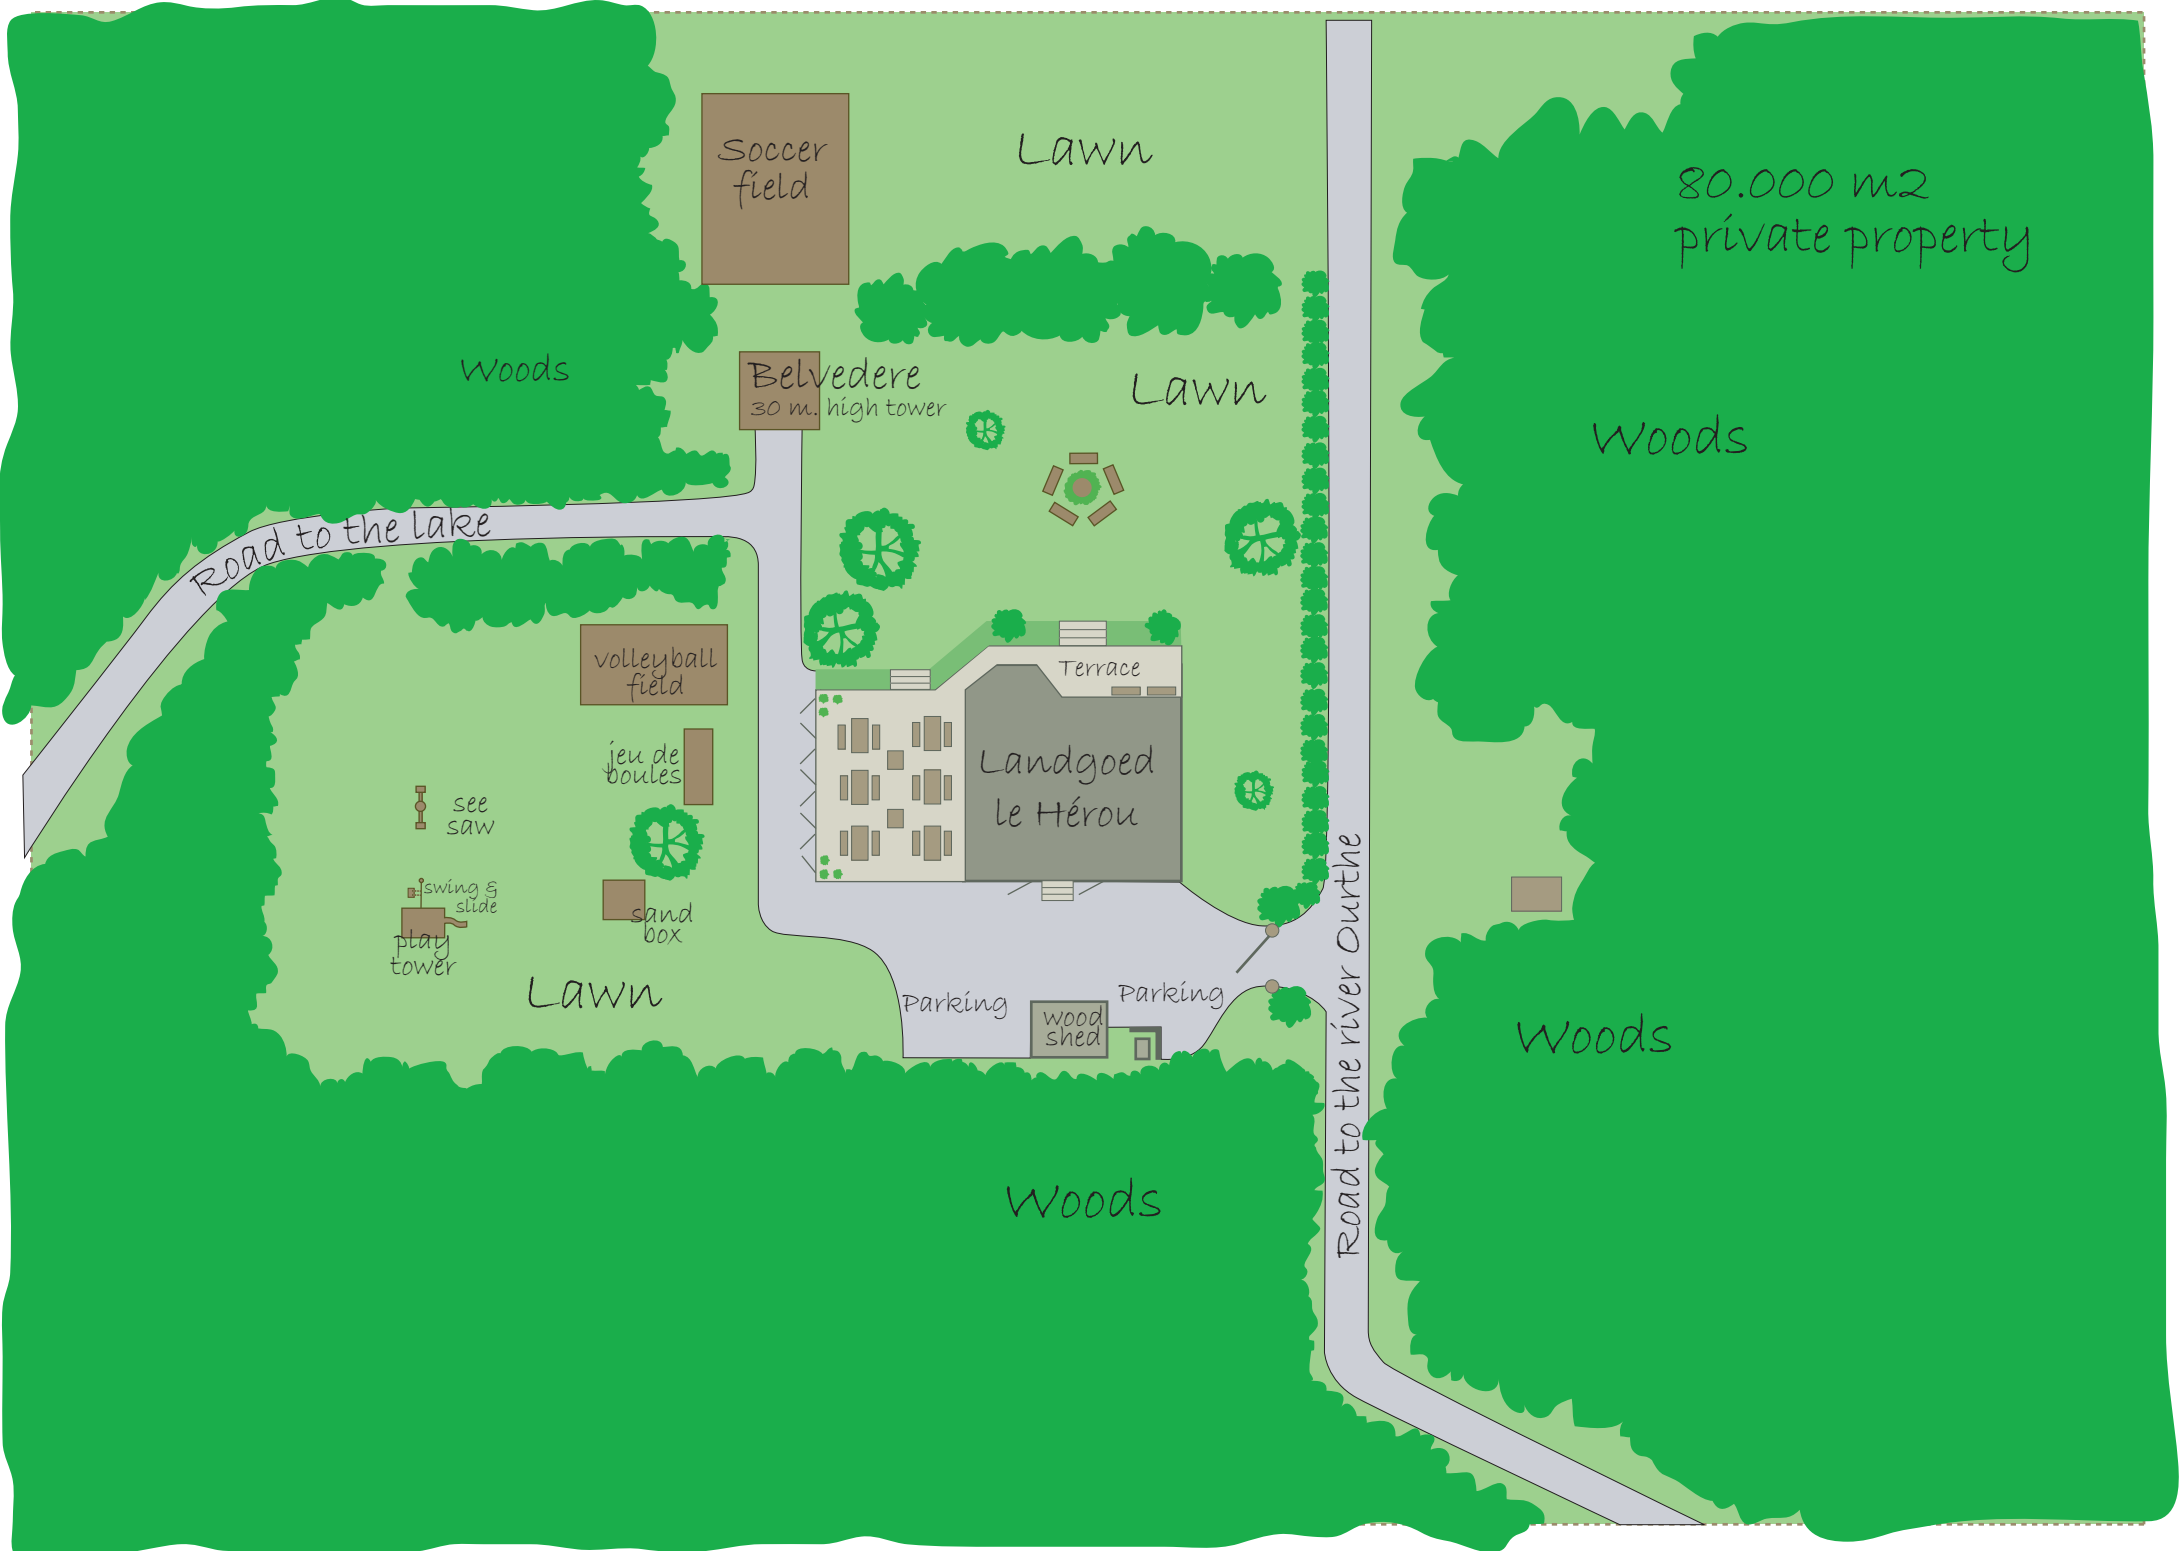 Soccer
field
Lawn
80.000 m2
private property
Woods
Belvedere
30 m. high tower
Lawn
Woods
Road to the lake
volleyball
field
Terrace
jeu de
boules
Landgoed
le Hérou
see
saw
swing &
slide
play
tower
sand
box
Lawn
Parking
wood
shed
Parking
Road to the river Ourthe
Woods
Woods